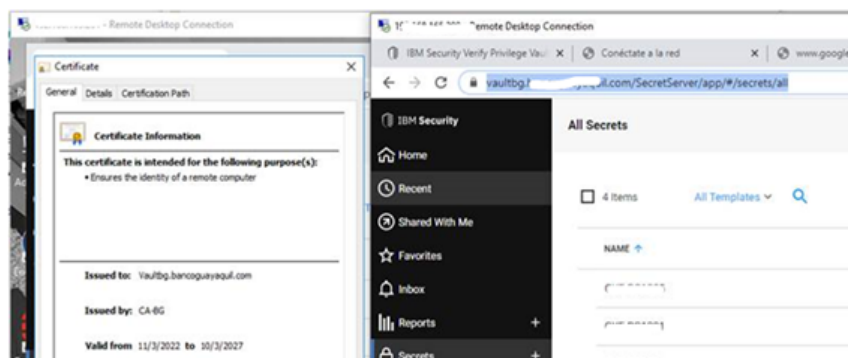 Remote Desktop Connection
Certificate
General Details Certification Path
Certificate Information
This certificate is intended for the following purpose(s):
• Ensures the identity of a remote computer
Issued to: Vaultbg.bancoguayaquil.com
Issued by: CA-BG
Valid from 11/3/2022 to 10/3/2027
Remote Desktop Connection
IBM Security Verify Privilege Vau
Conéctate a la red
www.google
vaultbg.b uil.com/SecretServer/app/#/secrets/all
IBM Security
All Secrets
Home
Recent
4 Items All Templates
Shared With Me
NAME
Favorites
Inbox
Reports +
Secrets +